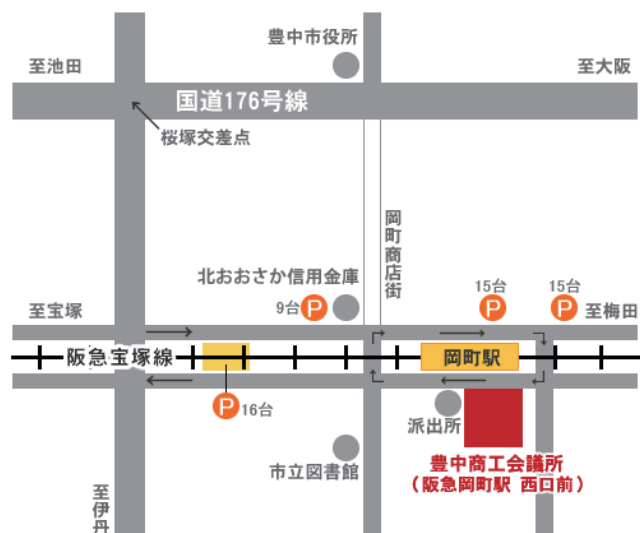 豊中市役所
至池田
至大阪
国道176号線
桜塚交差点
岡町商店街
北おおさか信用金庫
9台 P
15台
P
15台
P
至宝塚
至梅田
阪急宝塚線
岡町駅
P 16台
派出所
市立図書館
豊中商工会議所
(阪急岡町駅 西口前)
至伊丹